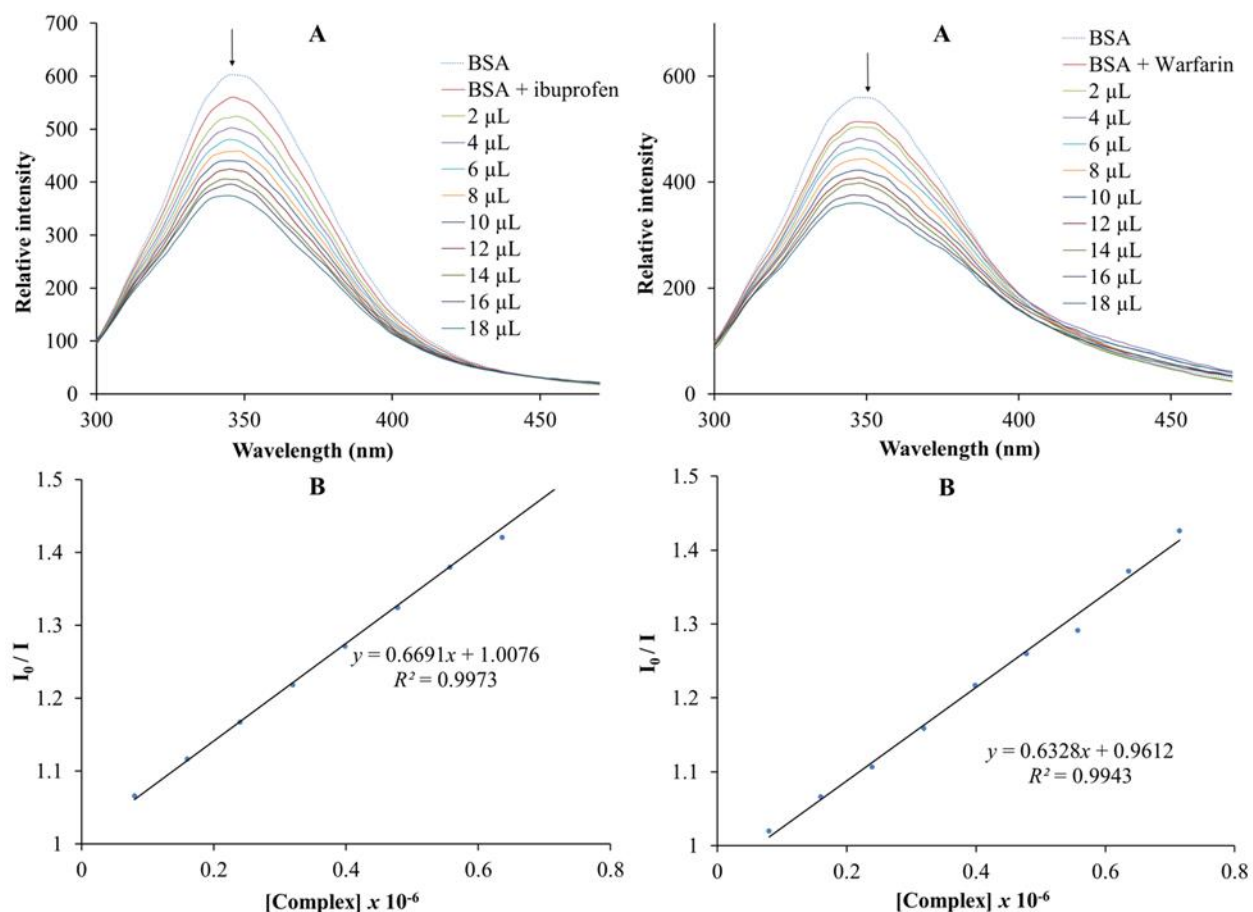 A
700
600
500
400
300
200
100
0
Relative intensity
300
350
400
450
Wavelength (nm)
BSA
BSA + ibuprofen
2 µL
4 µL
6 µL
8 µL
10 µL
12 µL
14 µL
16 µL
18 µL
A
600
400
200
0
Relative intensity
300
350
400
450
Wavelength (nm)
BSA
BSA + Warfarin
2 µL
4 µL
6 µL
8 µL
10 µL
12 µL
14 µL
16 µL
18 µL
B
1.5
1.4
1.3
1.2
1.1
1
I₀ / I
y = 0.6691x + 1.0076
R² = 0.9973
0
0.2
0.4
0.6
0.8
[Complex] x 10⁻⁶
B
1.5
1.4
1.3
1.2
1.1
1
I₀ / I
y = 0.6328x + 0.9612
R² = 0.9943
0
0.2
0.4
0.6
0.8
[Complex] x 10⁻⁶